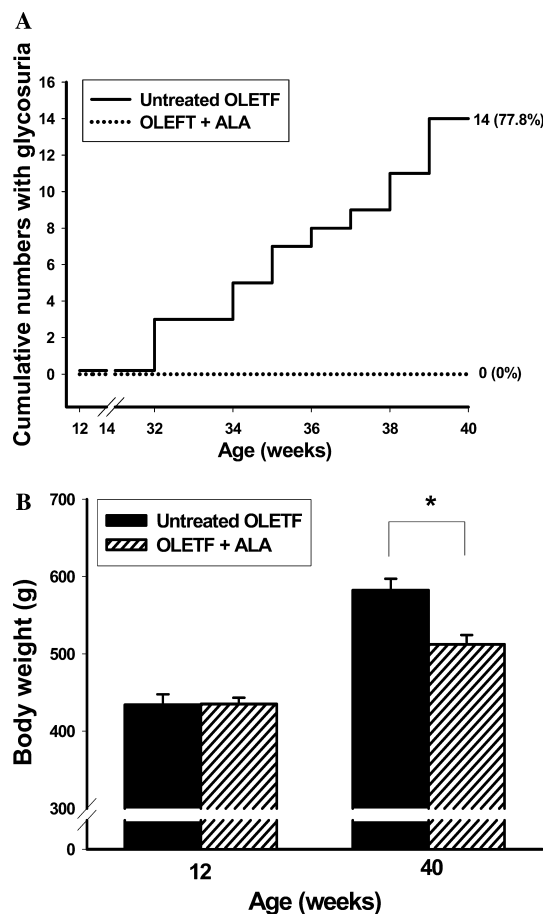 A
Cumulative numbers with glycosuria
16
14
12
10
8
6
4
2
0
Untreated OLETF
OLEFT + ALA
14 (77.8%)
0 (0%)
12 14 32 34 36 38 40
Age (weeks)
B
Body weight (g)
700
600
500
400
300
0
Untreated OLETF
OLETF + ALA
*
12 40
Age (weeks)